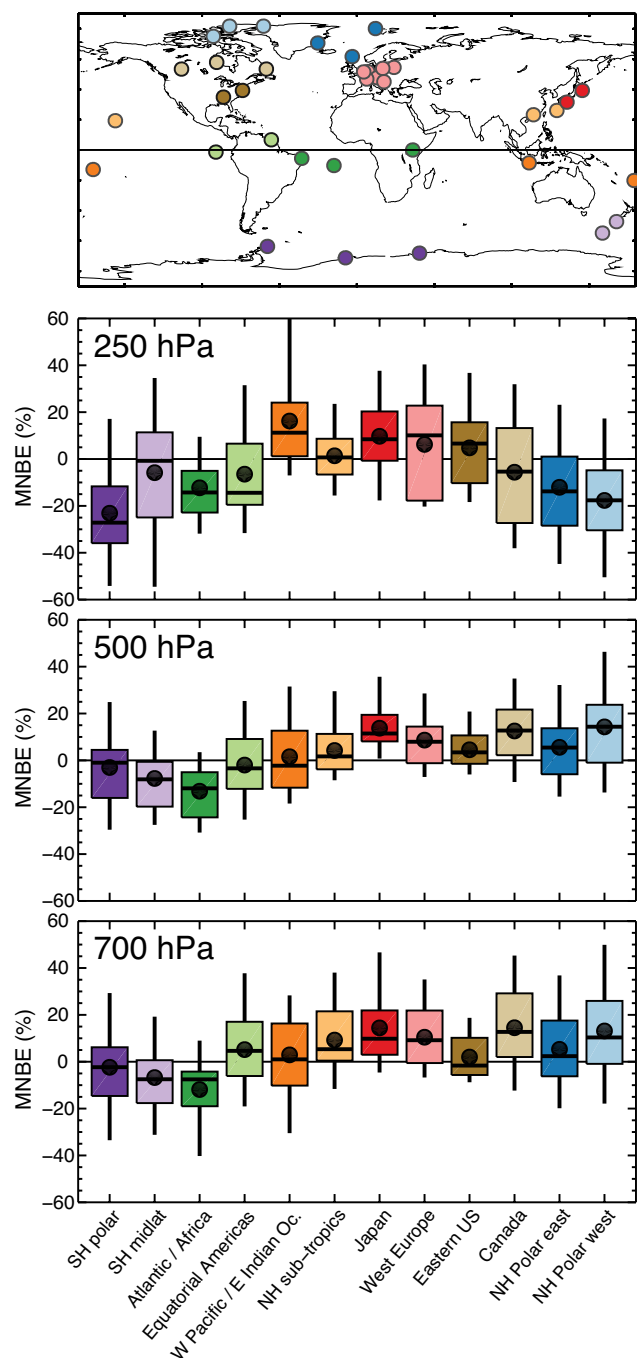 250 hPa
MNBE (%)
60
40
20
0
−20
−40
−60
500 hPa
MNBE (%)
60
40
20
0
−20
−40
−60
700 hPa
MNBE (%)
60
40
20
0
−20
−40
−60
SH polar
SH midlat
Atlantic / Africa
Equatorial Americas
W Pacific / E Indian Oc.
NH sub−tropics
Japan
West Europe
Eastern US
Canada
NH Polar east
NH Polar west